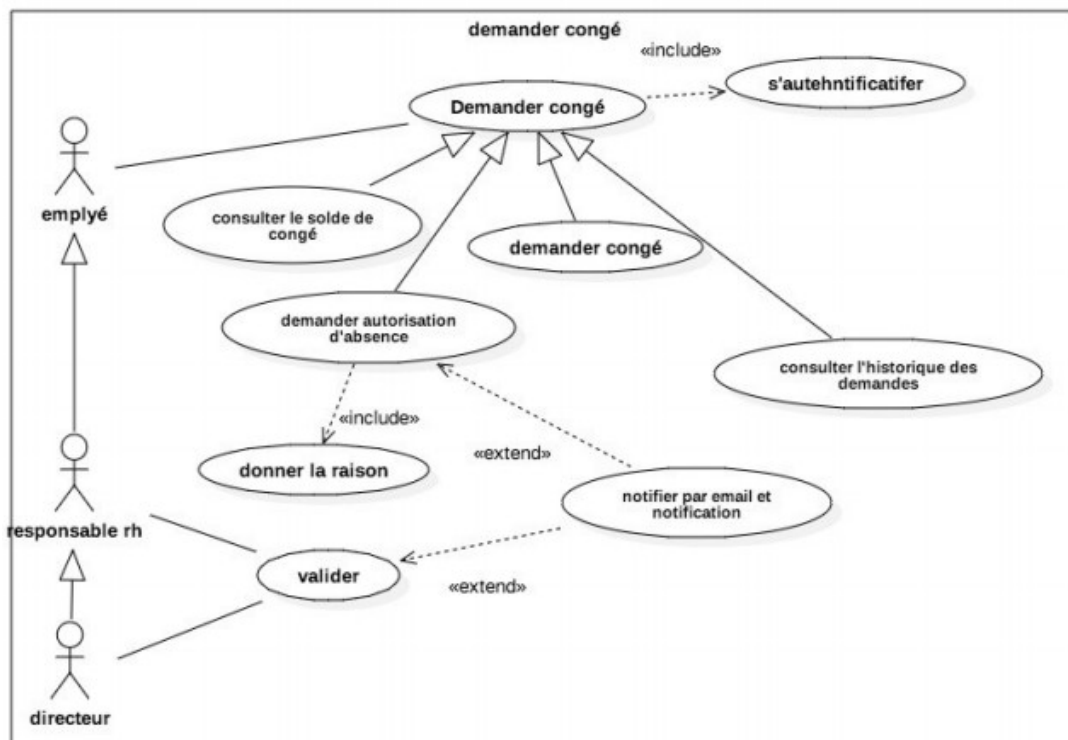 demander congé
«include»
s'autehntificatifer
Demander congé
emplyé
consulter le solde de
congé
demander congé
demander autorisation
d'absence
consulter l'historique des
demandes
«include»
«extend»
donner la raison
notifier par email et
notification
responsable rh
valider
«extend»
directeur